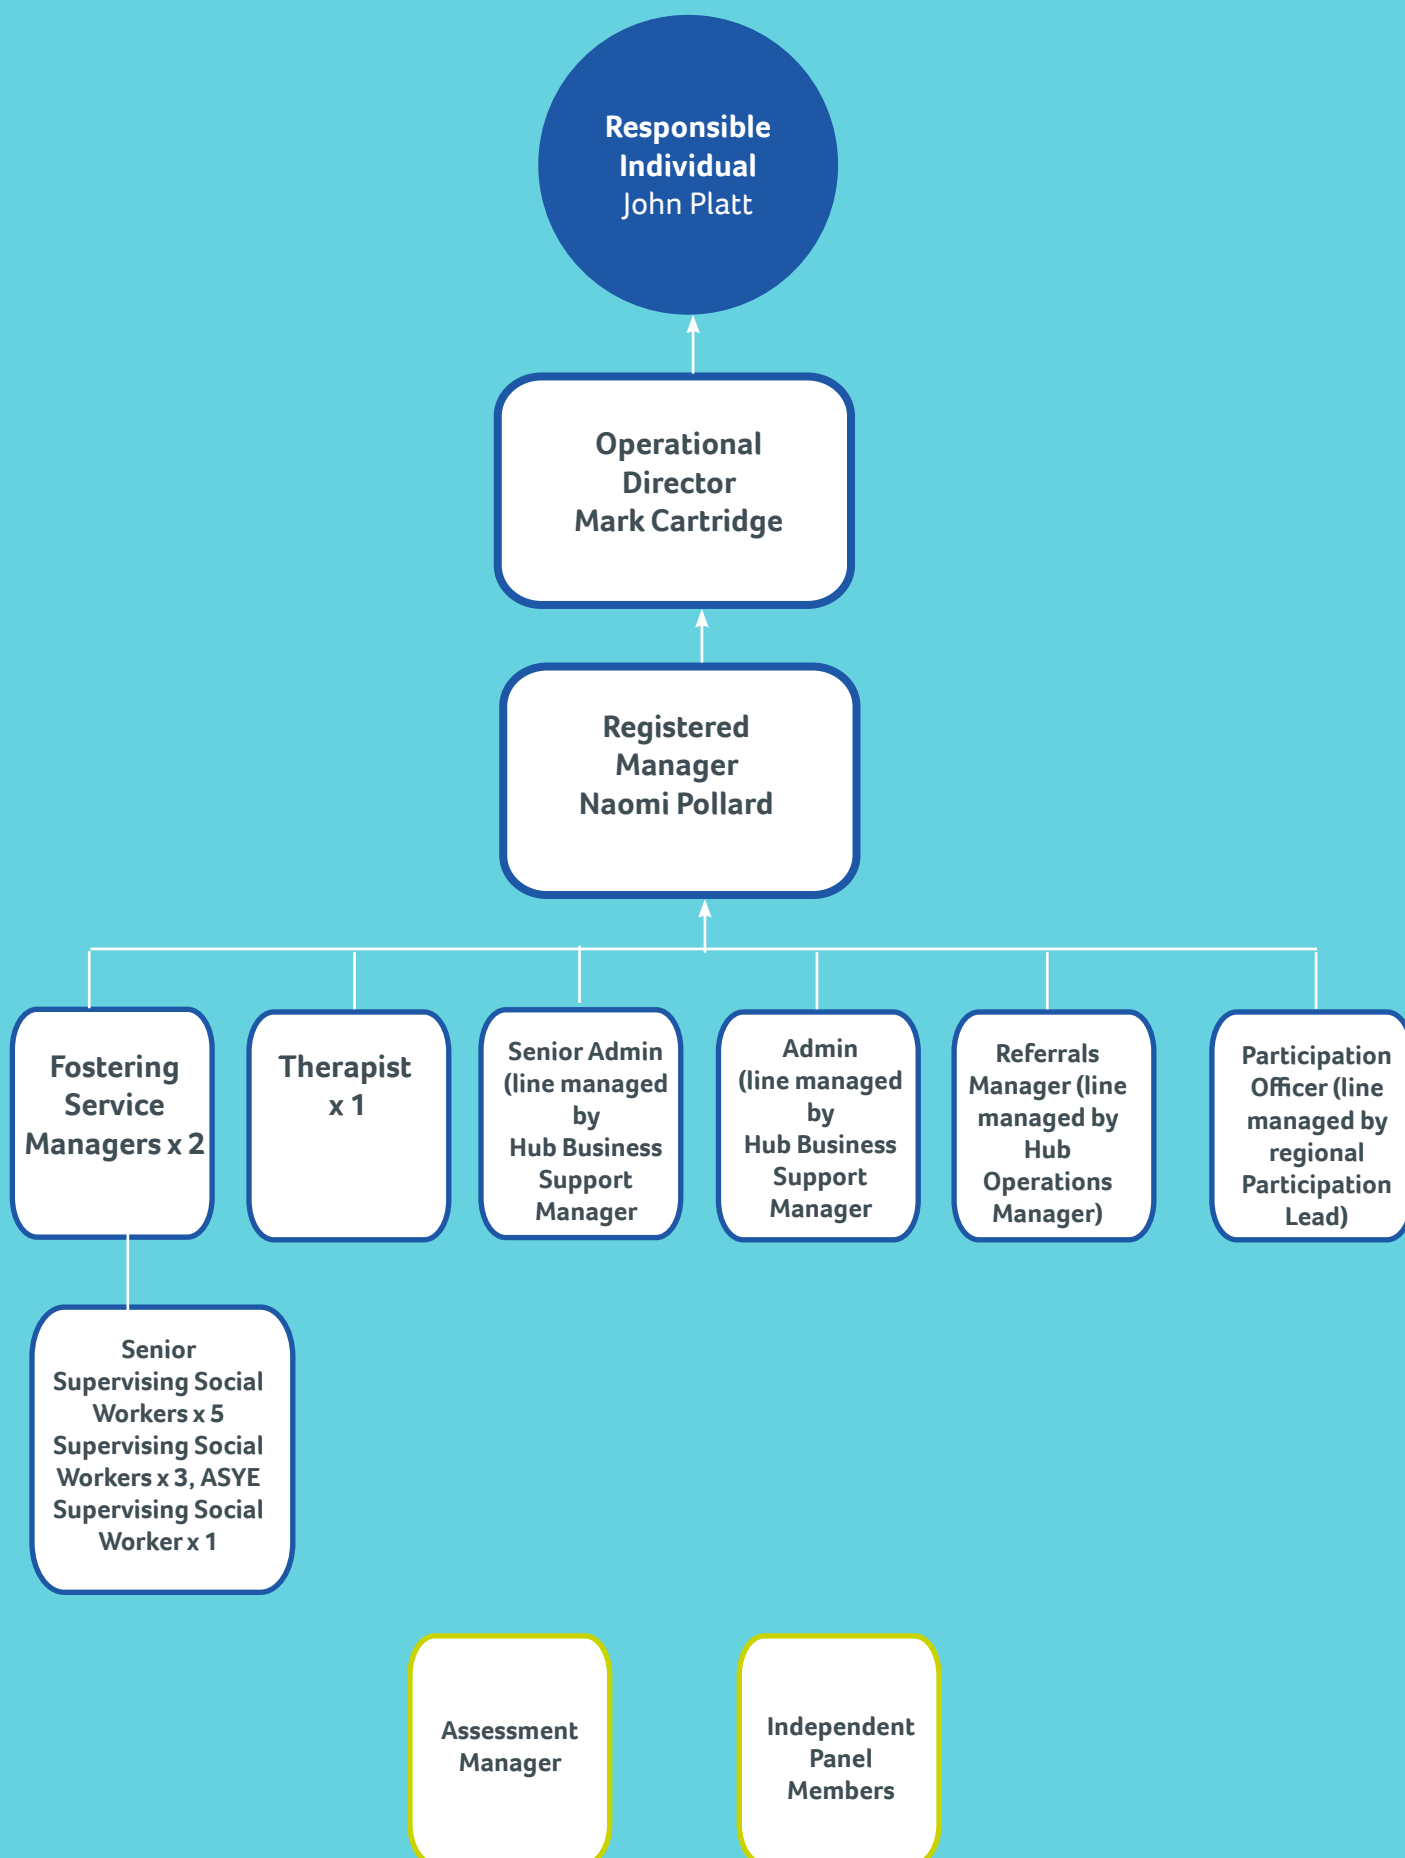 Responsible
Individual
John Platt
Operational
Director
Mark Cartridge
Registered
Manager
Naomi Pollard
Fostering
Service
Managers x 2
Therapist
x 1
Senior Admin
(line managed
by
Hub Business
Support
Manager
Admin
(line managed
by
Hub Business
Support
Manager
Referrals
Manager (line
managed by
Hub
Operations
Manager)
Participation
Officer (line
managed by
regional
Participation
Lead)
Senior
Supervising Social
Workers x 5
Supervising Social
Workers x 3, ASYE
Supervising Social
Worker x 1
Assessment
Manager
Independent
Panel
Members